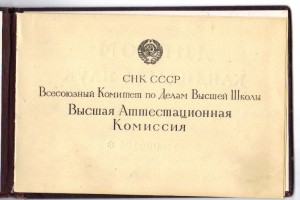 СНК СССР
Всесоюзный Комитет по Делам Высшей Школы
Высшая Аттестационная
Комиссия